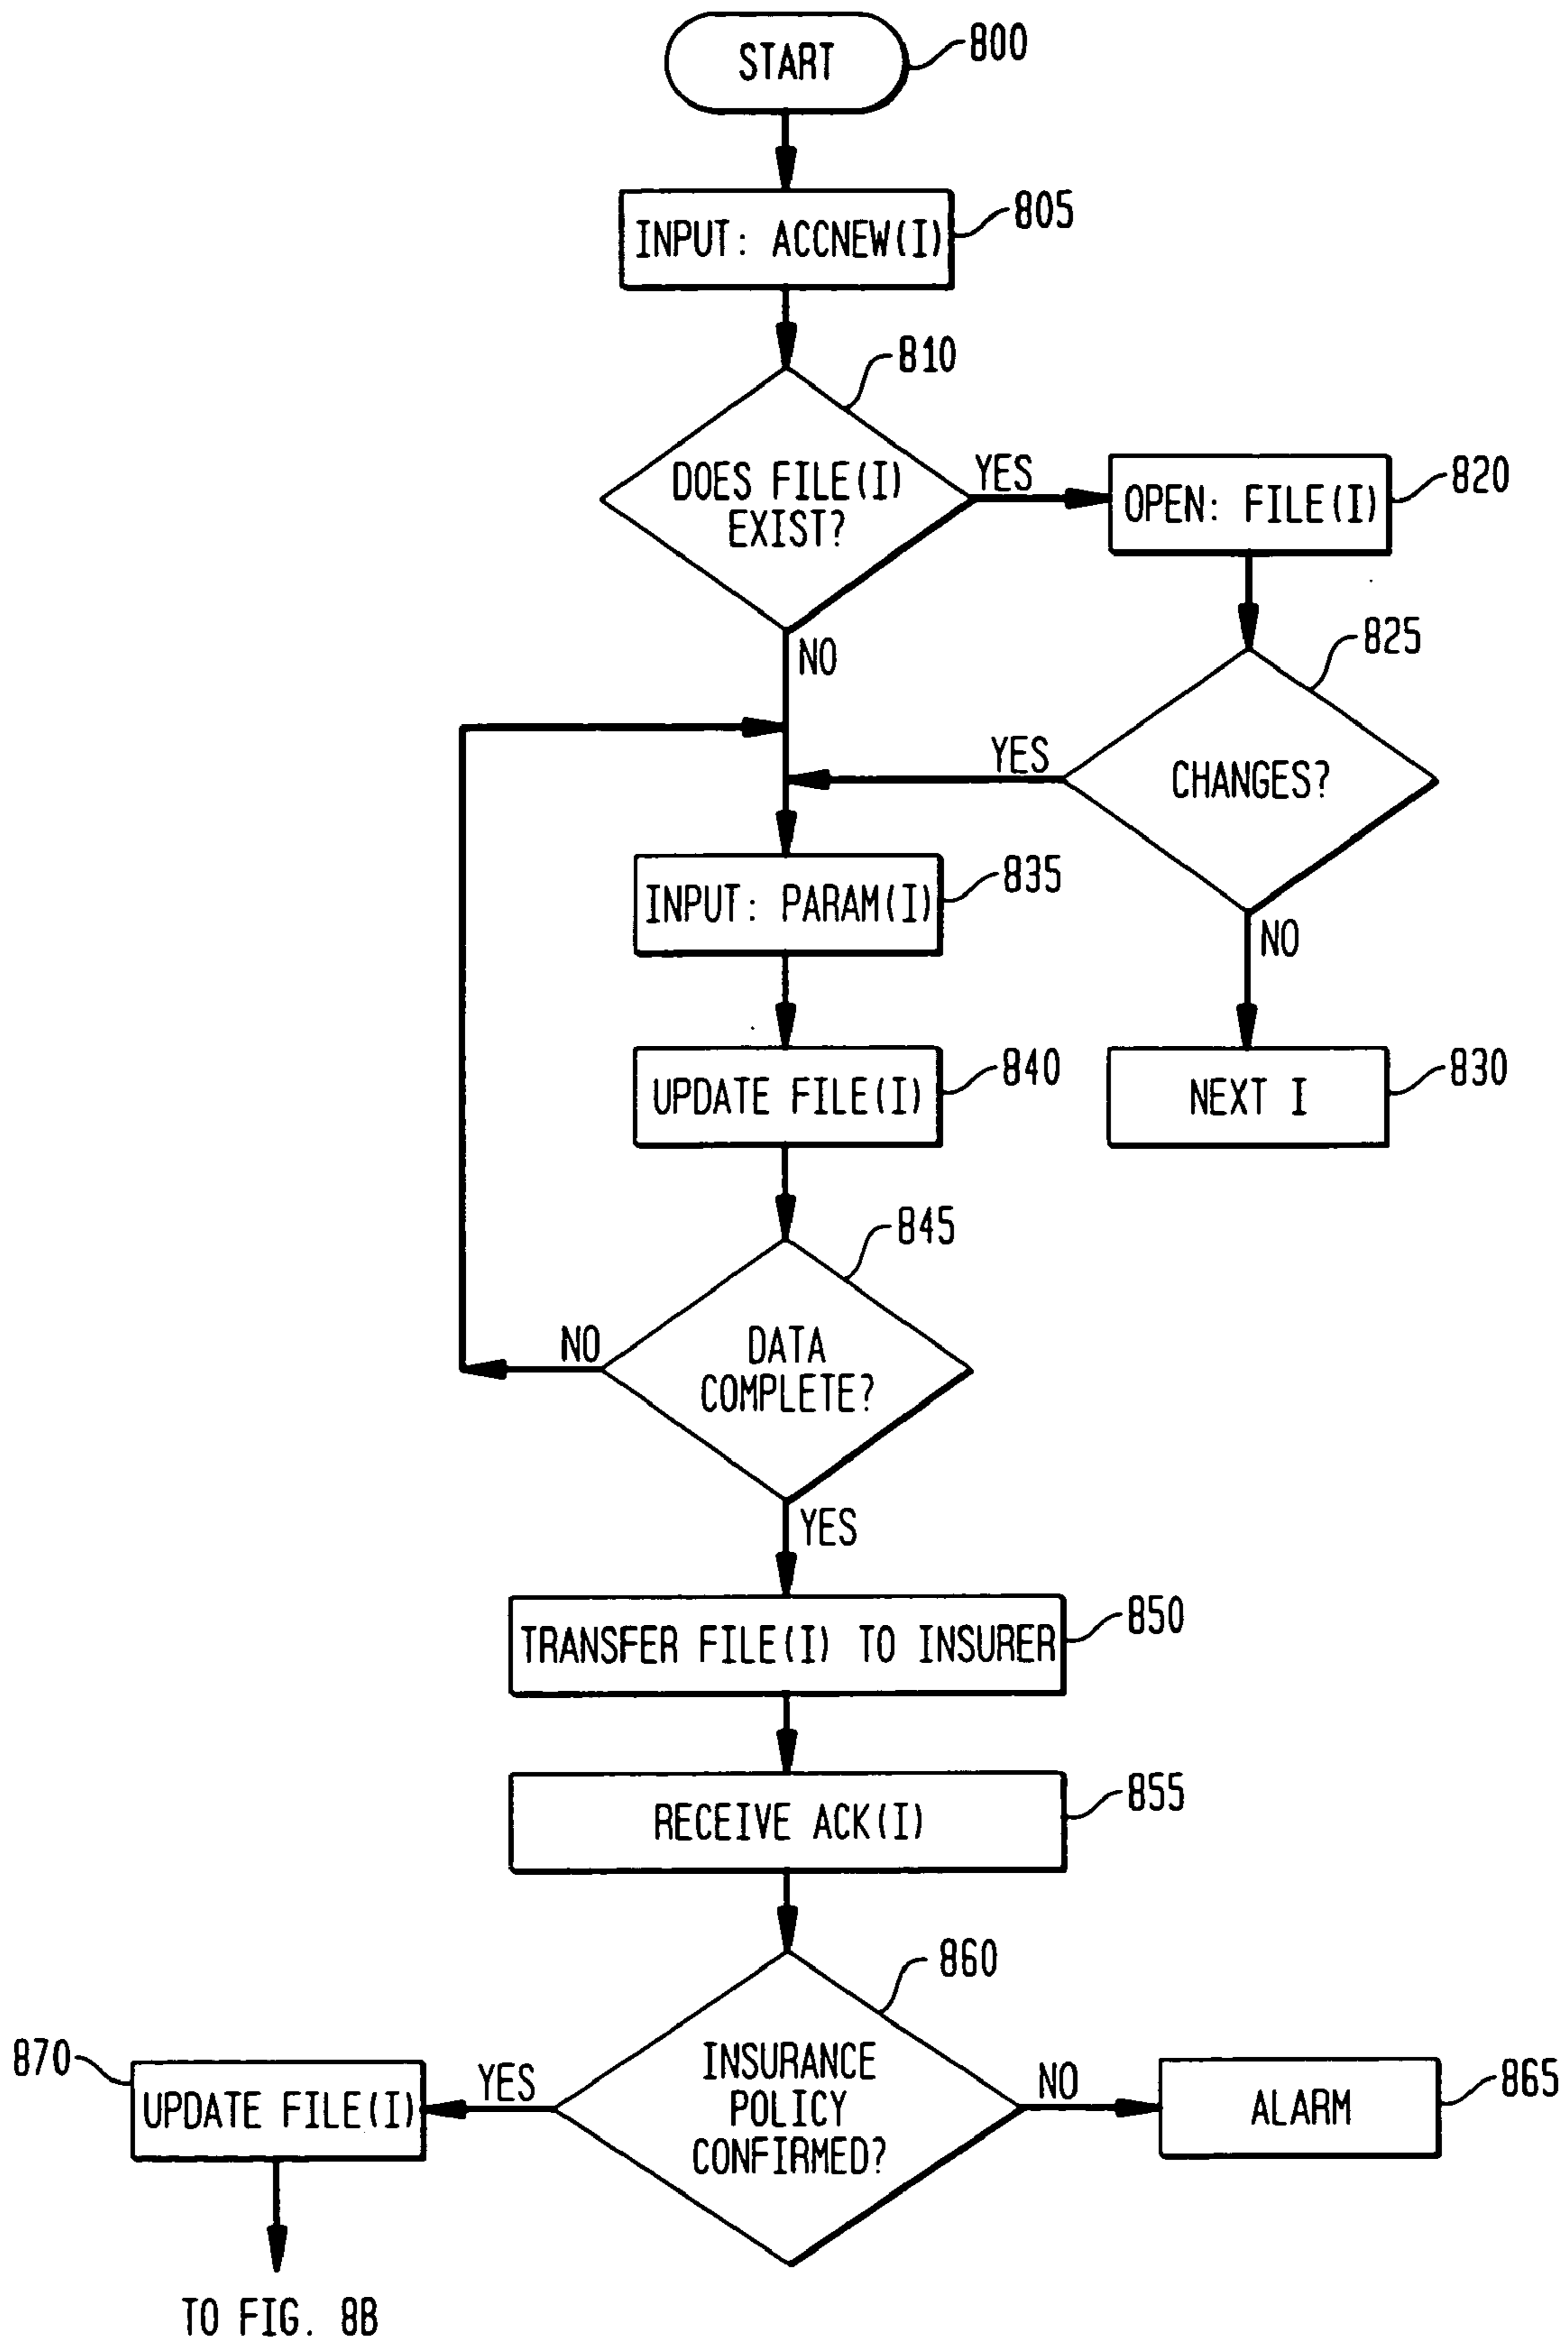 START
800
INPUT: ACCNEW(I)
805
810
DOES FILE(I)
EXIST?
YES
OPEN: FILE(I)
820
NO
825
CHANGES?
YES
NO
INPUT: PARAM(I)
835
UPDATE FILE(I)
840
NEXT I
830
845
DATA
COMPLETE?
NO
YES
TRANSFER FILE(I) TO INSURER
850
RECEIVE ACK(I)
855
860
INSURANCE
POLICY
CONFIRMED?
YES
NO
870
UPDATE FILE(I)
ALARM
865
TO FIG. 8B